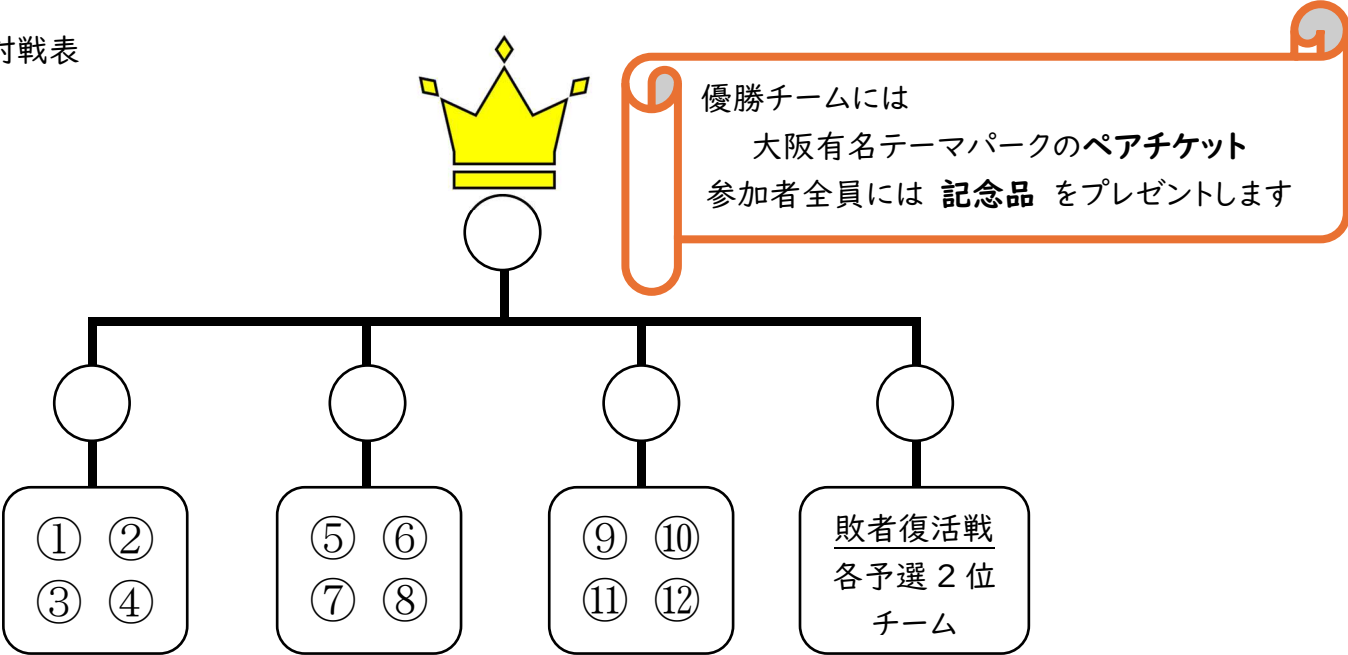 対戦表
優勝チームには
大阪有名テーマパークのペアチケット
参加者全員には 記念品 をプレゼントします
① ② ⑤ ⑥ ⑨ ⑩ 敗者復活戦
③ ④ ⑦ ⑧ ⑪ ⑫ 各予選2位
チーム